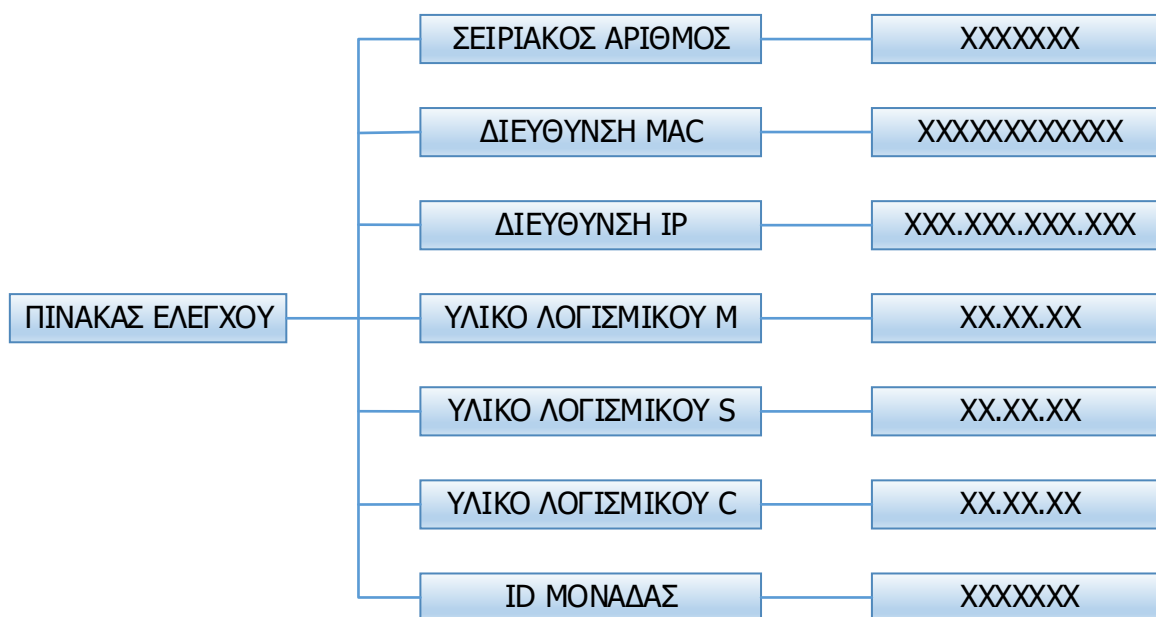 ΣΕΙΡΙΑΚΟΣ ΑΡΙΘΜΟΣ
XXXXXXX
ΔΙΕΥΘΥΝΣΗ MAC
XXXXXXXXXXXX
ΔΙΕΥΘΥΝΣΗ IP
XXX.XXX.XXX.XXX
ΠΙΝΑΚΑΣ ΕΛΕΓΧΟΥ
ΥΛΙΚΟ ΛΟΓΙΣΜΙΚΟΥ M
XX.XX.XX
ΥΛΙΚΟ ΛΟΓΙΣΜΙΚΟΥ S
XX.XX.XX
ΥΛΙΚΟ ΛΟΓΙΣΜΙΚΟΥ C
XX.XX.XX
ID ΜΟΝΑΔΑΣ
XXXXXXX